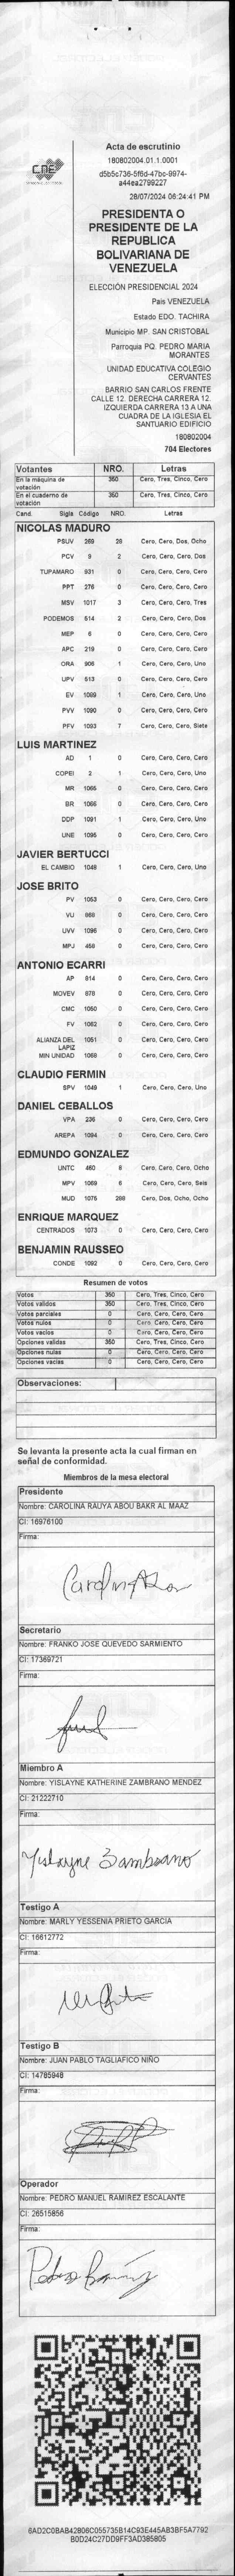 CNE
Acta de escrutinio
180802004.01.1.0001
d5b5c736-5f6d-47bc-9974-
a44ea2799227
28/07/2024 06:24:41 PM
PRESIDENTA O
PRESIDENTE DE LA
REPUBLICA
BOLIVARIANA DE
VENEZUELA
ELECCIÓN PRESIDENCIAL 2024
País VENEZUELA
Estado EDO. TACHIRA
Municipio MP. SAN CRISTOBAL
Parroquia PQ. PEDRO MARIA
MORANTES
UNIDAD EDUCATIVA COLEGIO
CERVANTES
BARRIO SAN CARLOS FRENTE
CALLE 12. DERECHA CARRERA 12.
IZQUIERDA CARRERA 13 A UNA
CUADRA DE LA IGLESIA EL
SANTUARIO EDIFICIO
180802004
704 Electores
Votantes NRO. Letras
En la máquina de votación 350 Cero, Tres, Cinco, Cero
En el cuaderno de votación 350 Cero, Tres, Cinco, Cero
Cand. Sigla Código NRO. Letras
NICOLAS MADURO
PSUV 269 28 Cero, Cero, Dos, Ocho
PCV 9 2 Cero, Cero, Cero, Dos
TUPAMARO 931 0 Cero, Cero, Cero, Cero
PPT 276 0 Cero, Cero, Cero, Cero
MSV 1017 3 Cero, Cero, Cero, Tres
PODEMOS 514 2 Cero, Cero, Cero, Dos
MEP 6 0 Cero, Cero, Cero, Cero
APC 219 0 Cero, Cero, Cero, Cero
ORA 906 1 Cero, Cero, Cero, Uno
UPV 513 0 Cero, Cero, Cero, Cero
EV 1089 1 Cero, Cero, Cero, Uno
PVV 1090 0 Cero, Cero, Cero, Cero
PFV 1093 7 Cero, Cero, Cero, Siete
LUIS MARTINEZ
AD 1 0 Cero, Cero, Cero, Cero
COPEI 2 1 Cero, Cero, Cero, Uno
MR 1065 0 Cero, Cero, Cero, Cero
BR 1066 0 Cero, Cero, Cero, Cero
DDP 1091 1 Cero, Cero, Cero, Uno
UNE 1095 0 Cero, Cero, Cero, Cero
JAVIER BERTUCCI
EL CAMBIO 1048 1 Cero, Cero, Cero, Uno
JOSE BRITO
PV 1053 0 Cero, Cero, Cero, Cero
VU 868 0 Cero, Cero, Cero, Cero
UVV 1096 0 Cero, Cero, Cero, Cero
MPJ 458 0 Cero, Cero, Cero, Cero
ANTONIO ECARRI
AP 814 0 Cero, Cero, Cero, Cero
MOVEV 878 0 Cero, Cero, Cero, Cero
CMC 1050 0 Cero, Cero, Cero, Cero
FV 1062 0 Cero, Cero, Cero, Cero
ALIANZA DEL LAPIZ 1051 0 Cero, Cero, Cero, Cero
MIN UNIDAD 1068 0 Cero, Cero, Cero, Cero
CLAUDIO FERMIN
SPV 1049 1 Cero, Cero, Cero, Uno
DANIEL CEBALLOS
VPA 236 0 Cero, Cero, Cero, Cero
AREPA 1094 0 Cero, Cero, Cero, Cero
EDMUNDO GONZALEZ
UNTC 460 8 Cero, Cero, Cero, Ocho
MPV 1069 6 Cero, Cero, Cero, Seis
MUD 1075 288 Cero, Dos, Ocho, Ocho
ENRIQUE MARQUEZ
CENTRADOS 1073 0 Cero, Cero, Cero, Cero
BENJAMIN RAUSSEO
CONDE 1092 0 Cero, Cero, Cero, Cero
Resumen de votos
Votos 350 Cero, Tres, Cinco, Cero
Votos validos 350 Cero, Tres, Cinco, Cero
Votos parciales 0 Cero, Cero, Cero, Cero
Votos nulos 0 Cero, Cero, Cero, Cero
Votos vacios 0 Cero, Cero, Cero, Cero
Opciones validas 350 Cero, Tres, Cinco, Cero
Opciones nulas 0 Cero, Cero, Cero, Cero
Opciones vacias 0 Cero, Cero, Cero, Cero
Observaciones:
Se levanta la presente acta la cual firman en
señal de conformidad.
Miembros de la mesa electoral
Presidente
Nombre: CAROLINA RAUYA ABOU BAKR AL MAAZ
CI: 16976100
Firma:
Secretario
Nombre: FRANKO JOSE QUEVEDO SARMIENTO
CI: 17369721
Firma:
Miembro A
Nombre: YISLAYNE KATHERINE ZAMBRANO MENDEZ
CI: 21222710
Firma:
Yislayne Zambrano
Testigo A
Nombre: MARLY YESSENIA PRIETO GARCIA
CI: 16612772
Firma:
Testigo B
Nombre: JUAN PABLO TAGLIAFICO NIÑO
CI: 14785948
Firma:
Operador
Nombre: PEDRO MANUEL RAMIREZ ESCALANTE
CI: 26515856
Firma:
Pedro Ramírez
6AD2C0BAB42806C055735B14C93E445AB3BF5A7792
B0D24C27DD9FF3AD385805